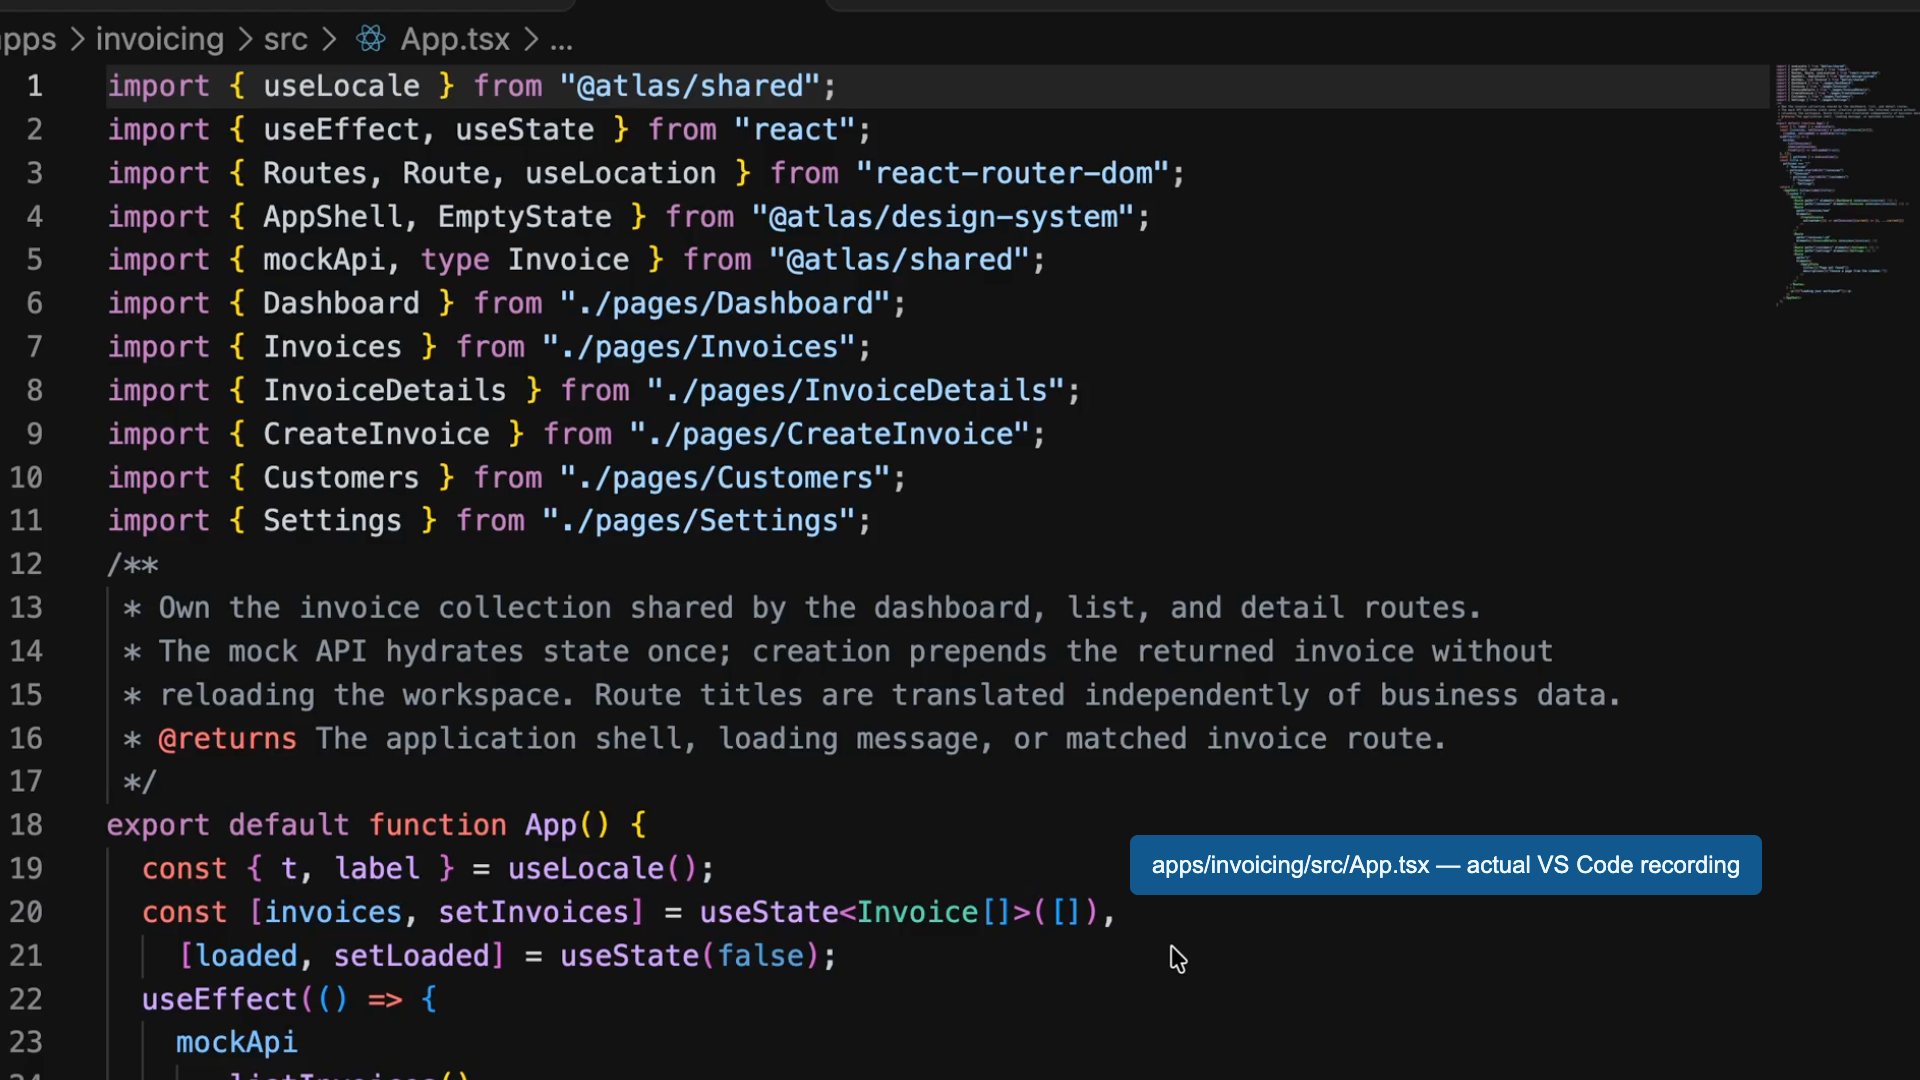 apps > invoicing > src > App.tsx > ...
1 import { useLocale } from "@atlas/shared";
2 import { useEffect, useState } from "react";
3 import { Routes, Route, useLocation } from "react-router-dom";
4 import { AppShell, EmptyState } from "@atlas/design-system";
5 import { mockApi, type Invoice } from "@atlas/shared";
6 import { Dashboard } from "./pages/Dashboard";
7 import { Invoices } from "./pages/Invoices";
8 import { InvoiceDetails } from "./pages/InvoiceDetails";
9 import { CreateInvoice } from "./pages/CreateInvoice";
10 import { Customers } from "./pages/Customers";
11 import { Settings } from "./pages/Settings";
12 /**
13 * Own the invoice collection shared by the dashboard, list, and detail routes.
14 * The mock API hydrates state once; creation prepends the returned invoice without
15 * reloading the workspace. Route titles are translated independently of business data.
16 * @returns The application shell, loading message, or matched invoice route.
17 */
18 export default function App() {
19 const { t, label } = useLocale();
apps/invoicing/src/App.tsx — actual VS Code recording
20 const [invoices, setInvoices] = useState<Invoice[]>([]),
21 [loaded, setLoaded] = useState(false);
22 useEffect(() => {
23 mockApi